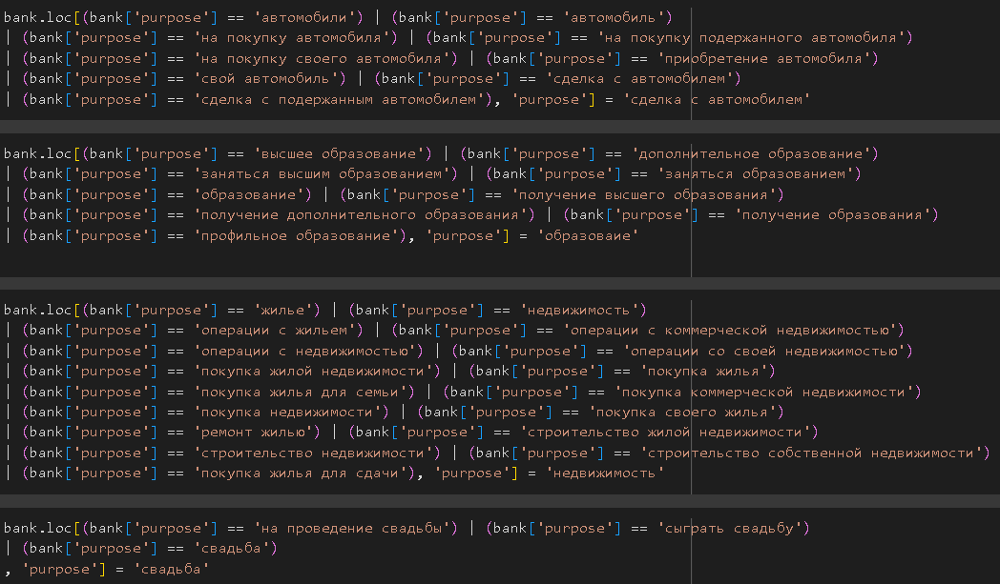 bank.loc[(bank['purpose'] == 'автомобили') | (bank['purpose'] == 'автомобиль')
| (bank['purpose'] == 'на покупку автомобиля') | (bank['purpose'] == 'на покупку подержанного автомобиля')
| (bank['purpose'] == 'на покупку своего автомобиля') | (bank['purpose'] == 'приобретение автомобиля')
| (bank['purpose'] == 'свой автомобиль') | (bank['purpose'] == 'сделка с автомобилем')
| (bank['purpose'] == 'сделка с подержанным автомобилем'), 'purpose'] = 'сделка с автомобилем'
bank.loc[(bank['purpose'] == 'высшее образование') | (bank['purpose'] == 'дополнительное образование')
| (bank['purpose'] == 'заняться высшим образованием') | (bank['purpose'] == 'заняться образованием')
| (bank['purpose'] == 'образование') | (bank['purpose'] == 'получение высшего образования')
| (bank['purpose'] == 'получение дополнительного образования') | (bank['purpose'] == 'получение образования')
| (bank['purpose'] == 'профильное образование'), 'purpose'] = 'образоваие'
bank.loc[(bank['purpose'] == 'жилье') | (bank['purpose'] == 'недвижимость')
| (bank['purpose'] == 'операции с жильем') | (bank['purpose'] == 'операции с коммерческой недвижимостью')
| (bank['purpose'] == 'операции с недвижимостью') | (bank['purpose'] == 'операции со своей недвижимостью')
| (bank['purpose'] == 'покупка жилой недвижимости') | (bank['purpose'] == 'покупка жилья')
| (bank['purpose'] == 'покупка жилья для семьи') | (bank['purpose'] == 'покупка коммерческой недвижимости')
| (bank['purpose'] == 'покупка недвижимости') | (bank['purpose'] == 'покупка своего жилья')
| (bank['purpose'] == 'ремонт жилью') | (bank['purpose'] == 'строительство жилой недвижимости')
| (bank['purpose'] == 'строительство недвижимости') | (bank['purpose'] == 'строительство собственной недвижимости')
| (bank['purpose'] == 'покупка жилья для сдачи'), 'purpose'] = 'недвижимость'
bank.loc[(bank['purpose'] == 'на проведение свадьбы') | (bank['purpose'] == 'сыграть свадьбу')
| (bank['purpose'] == 'свадьба')
, 'purpose'] = 'свадьба'